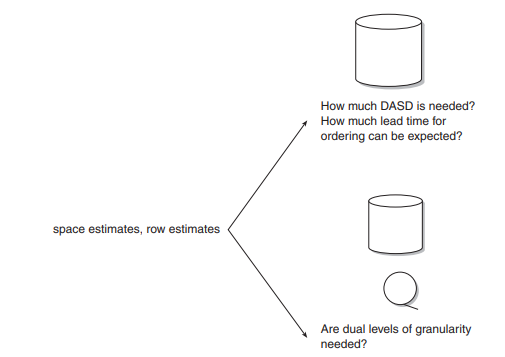 How much DASD is needed?
How much lead time for
ordering can be expected?
space estimates, row estimates
Are dual levels of granularity
needed?